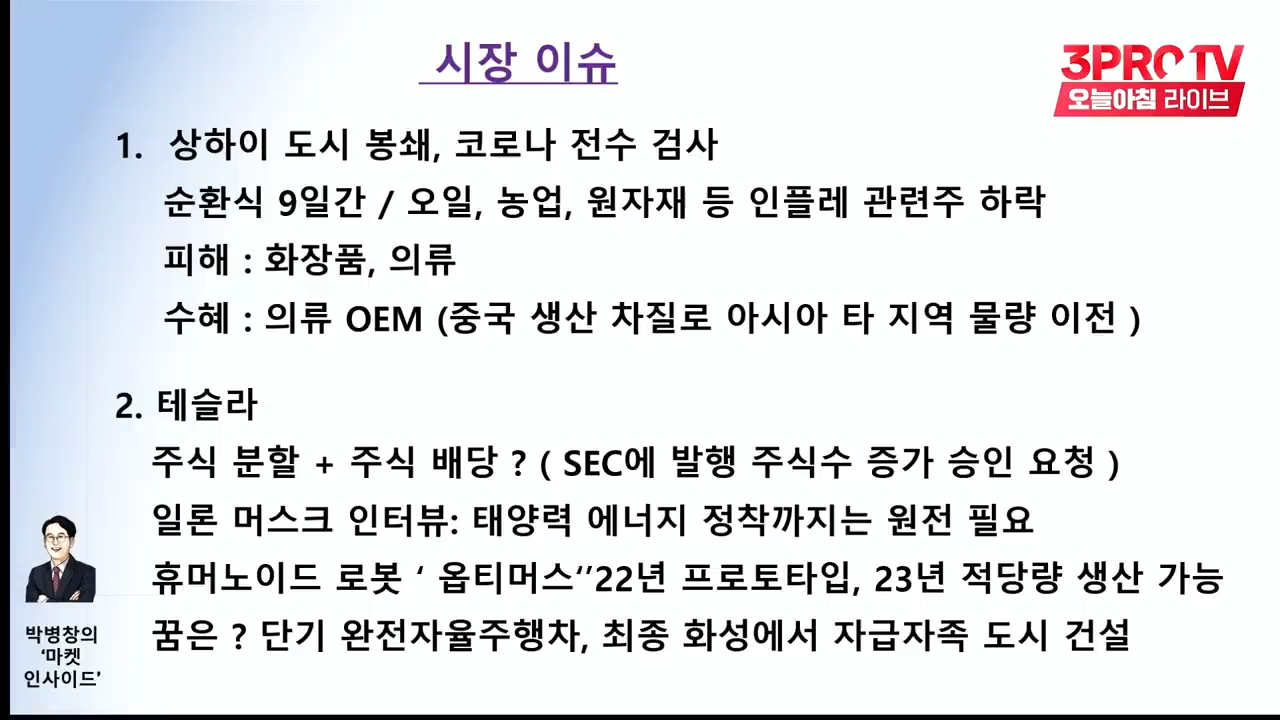 시장 이슈
3PRO TV
오늘아침 라이브
1. 상하이 도시 봉쇄, 코로나 전수 검사
순환식 9일간 / 오일, 농업, 원자재 등 인플레 관련주 하락
피해 : 화장품, 의류
수혜 : 의류 OEM (중국 생산 차질로 아시아 타 지역 물량 이전 )
2. 테슬라
주식 분할 + 주식 배당 ? ( SEC에 발행 주식수 증가 승인 요청 )
일론 머스크 인터뷰: 태양력 에너지 정착까지는 원전 필요
휴머노이드 로봇 ‘ 옵티머스‘’22년 프로토타입, 23년 적당량 생산 가능
꿈은 ? 단기 완전자율주행차, 최종 화성에서 자급자족 도시 건설
박병창의
‘마켓
인사이드’